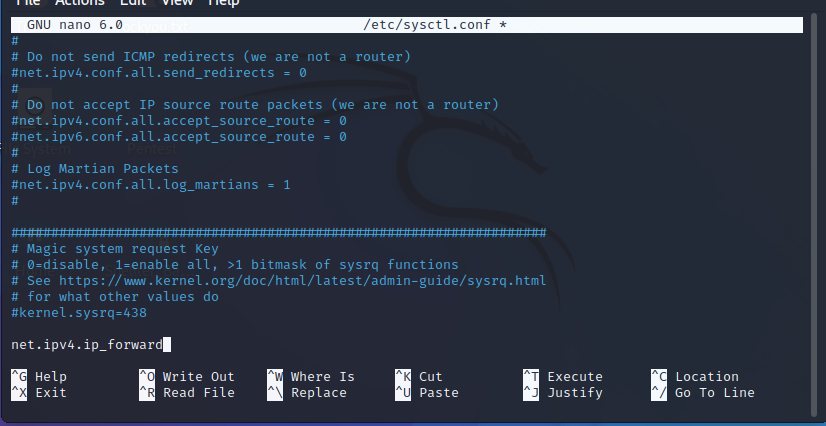 File Actions Edit View Help
GNU nano 6.0 /etc/sysctl.conf *
#
# Do not send ICMP redirects (we are not a router)
#net.ipv4.conf.all.send_redirects = 0
#
# Do not accept IP source route packets (we are not a router)
#net.ipv4.conf.all.accept_source_route = 0
#net.ipv6.conf.all.accept_source_route = 0
#
# Log Martian Packets
#net.ipv4.conf.all.log_martians = 1
#
###################################################################
# Magic system request Key
# 0=disable, 1=enable all, >1 bitmask of sysrq functions
# See https://www.kernel.org/doc/html/latest/admin-guide/sysrq.html
# for what other values do
#kernel.sysrq=438
net.ipv4.ip_forward
^G Help ^O Write Out ^W Where Is ^K Cut ^T Execute ^C Location
^X Exit ^R Read File ^\ Replace ^U Paste ^J Justify ^/ Go To Line